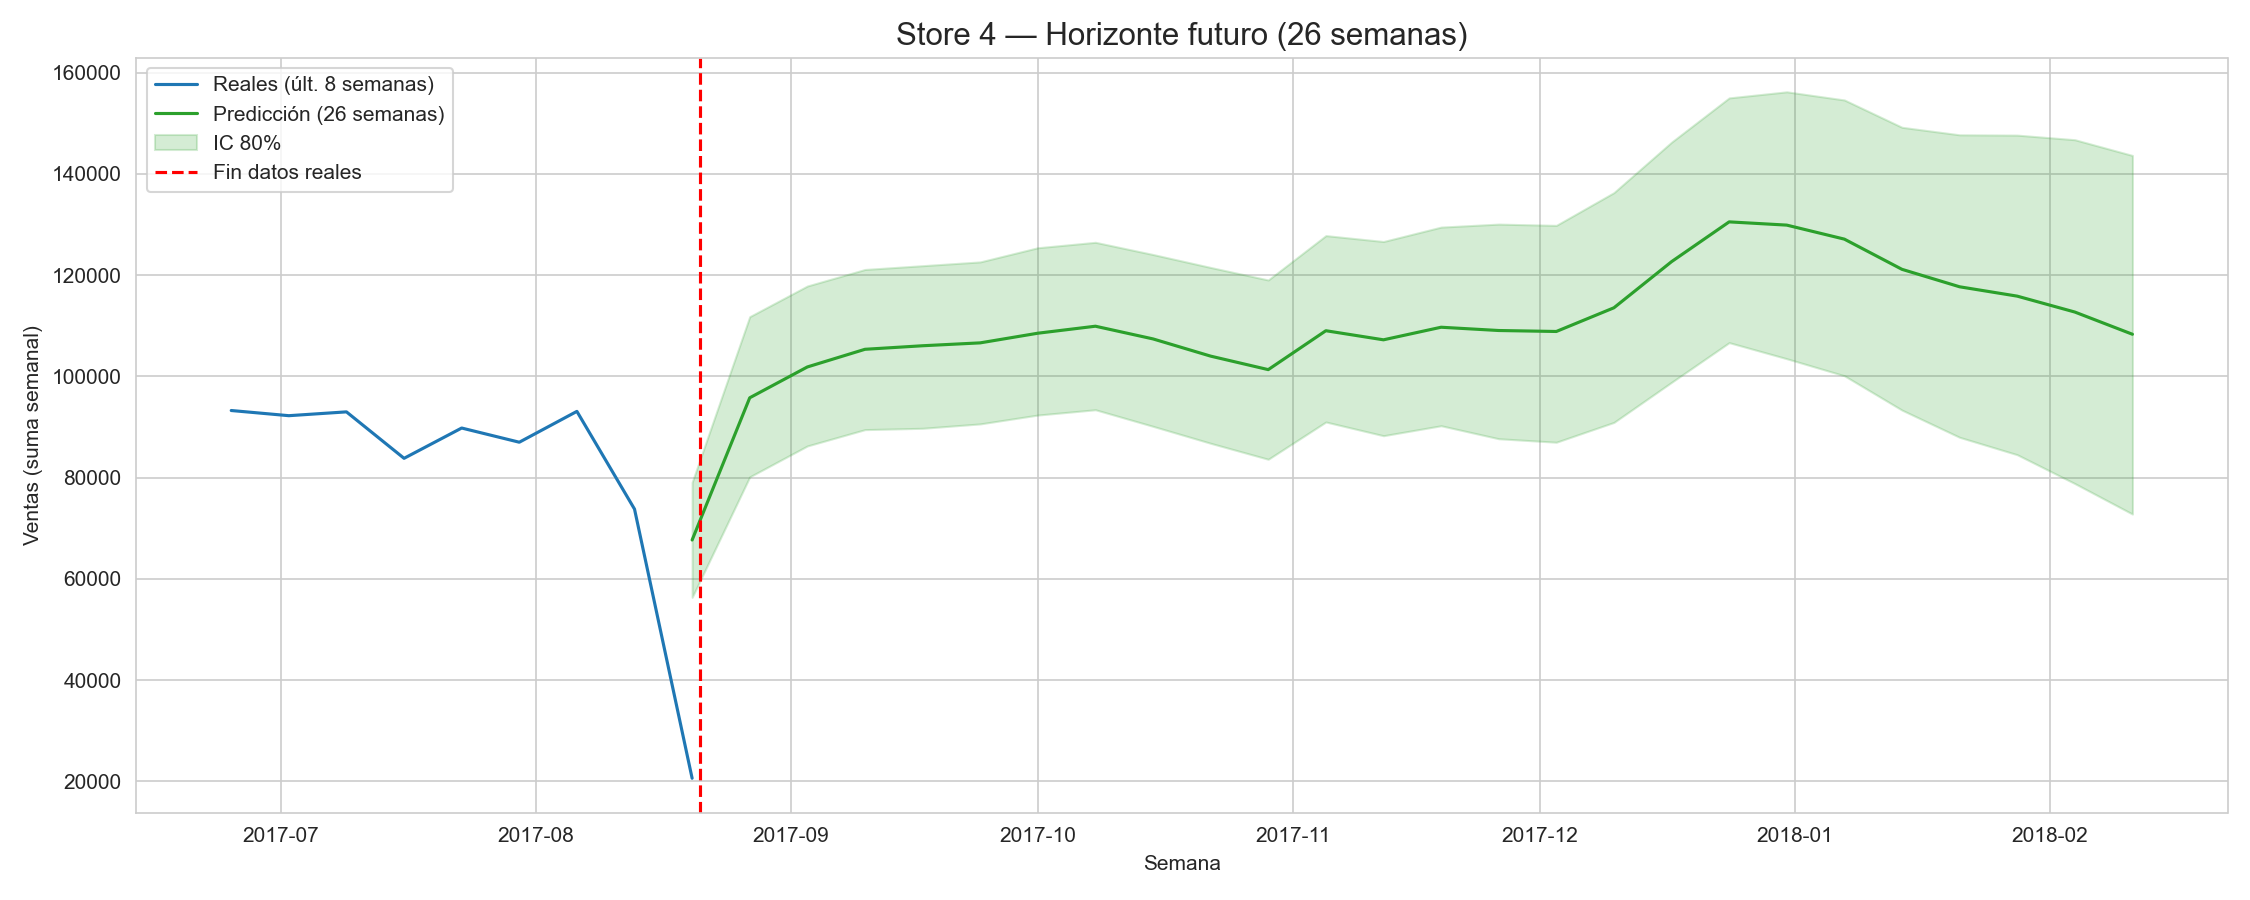 Store 4 — Horizonte futuro (26 semanas)
Reales (últ. 8 semanas)
Predicción (26 semanas)
IC 80%
Fin datos reales
Ventas (suma semanal)
160000
140000
120000
100000
80000
60000
40000
20000
2017-07 2017-08 2017-09 2017-10 2017-11 2017-12 2018-01 2018-02
Semana